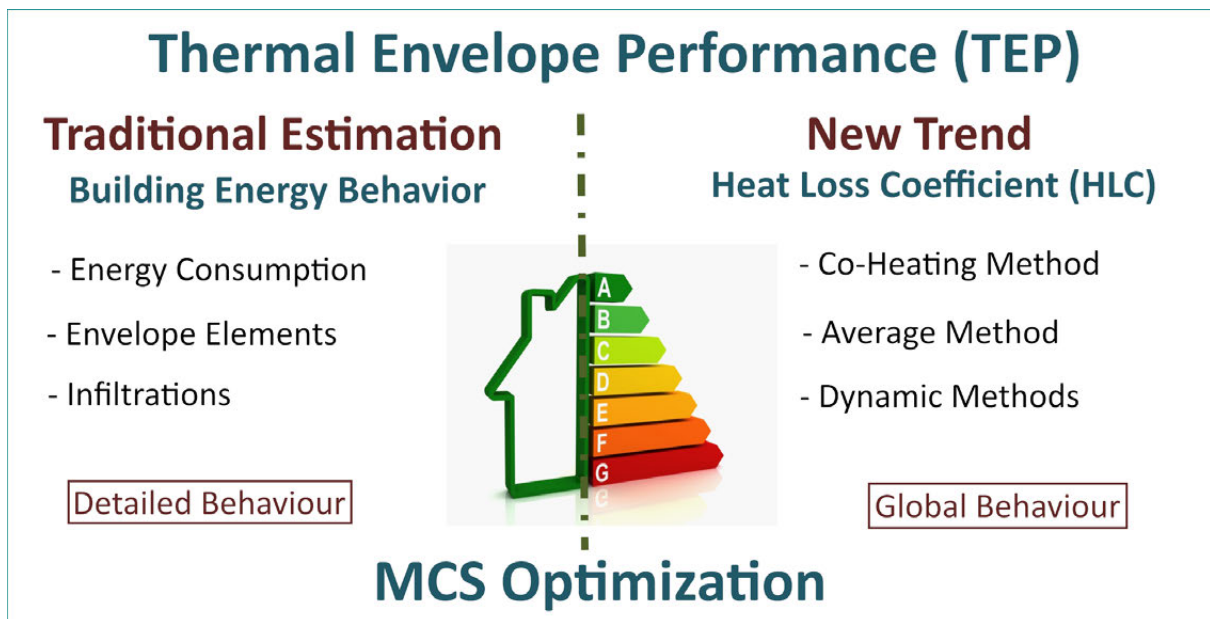 Thermal Envelope Performance (TEP)
Traditional Estimation
Building Energy Behavior
- Energy Consumption
- Envelope Elements
- Infiltrations
Detailed Behaviour
A
B
C
D
E
F
G
New Trend
Heat Loss Coefficient (HLC)
- Co-Heating Method
- Average Method
- Dynamic Methods
Global Behaviour
MCS Optimization